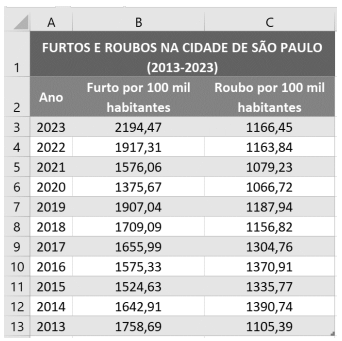 A B C
1 FURTOS E ROUBOS NA CIDADE DE SÃO PAULO
(2013-2023)
2 Ano Furto por 100 mil habitantes Roubo por 100 mil habitantes
3 2023 2194,47 1166,45
4 2022 1917,31 1163,84
5 2021 1576,06 1079,23
6 2020 1375,67 1066,72
7 2019 1907,04 1187,94
8 2018 1709,09 1156,82
9 2017 1655,99 1304,76
10 2016 1575,33 1370,91
11 2015 1524,63 1335,77
12 2014 1642,91 1390,74
13 2013 1758,69 1105,39